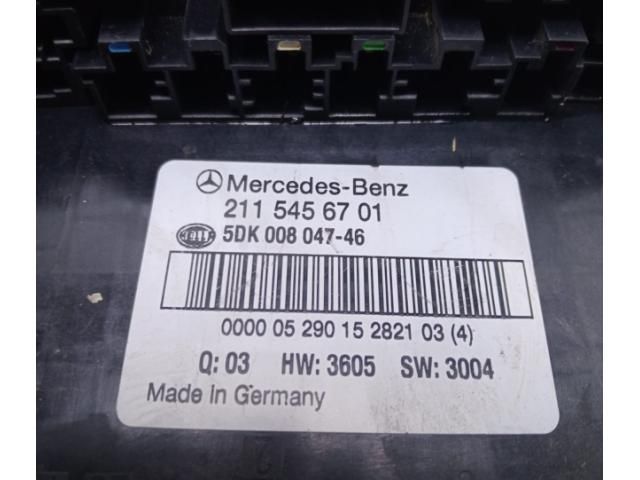 Mercedes-Benz
211 545 67 01
HELLA 5DK 008 047-46
0000 05 290 15 2821 03 (4)
Q: 03 HW: 3605 SW: 3004
Made in Germany